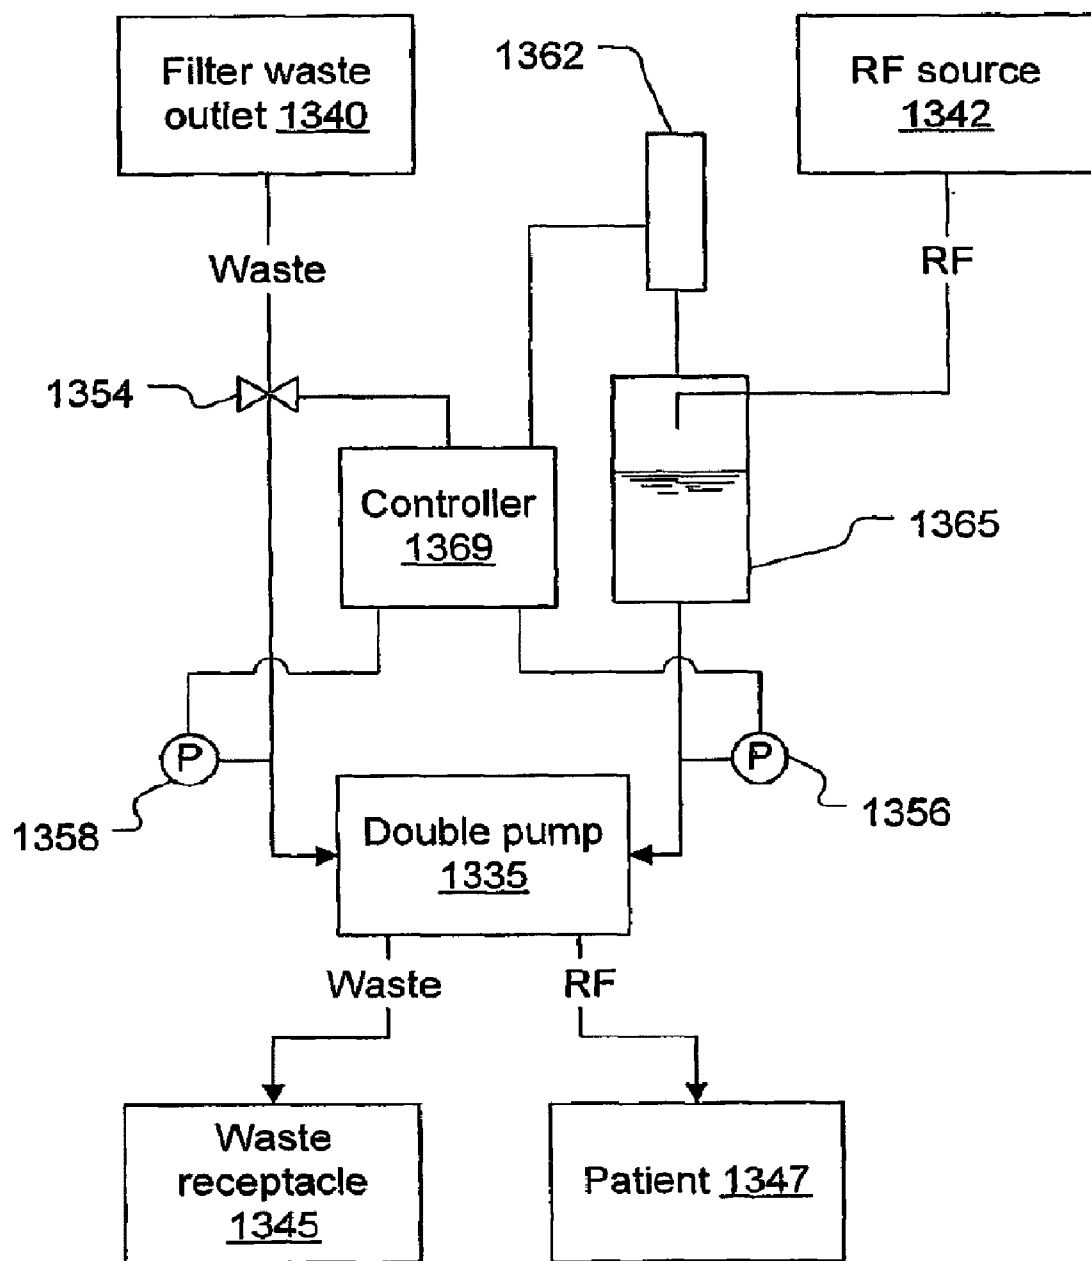 Filter waste
outlet 1340
1362
RF source
1342
Waste
RF
1354
Controller
1369
1365
P
P
1358
1356
Double pump
1335
Waste
RF
Waste
receptacle
1345
Patient 1347